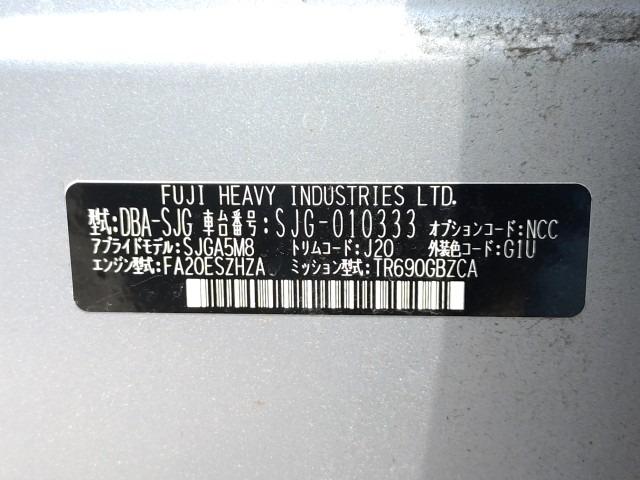 FUJI HEAVY INDUSTRIES LTD.
型式:DBA-SJG 車台番号:SJG-010333 オプションコード:NCC
アプライドモデル:SJGA5M8 トリムコード:J20 外装色コード:G1U
エンジン型式:FA20ESZHZA ミッション型式:TR690GBZCA